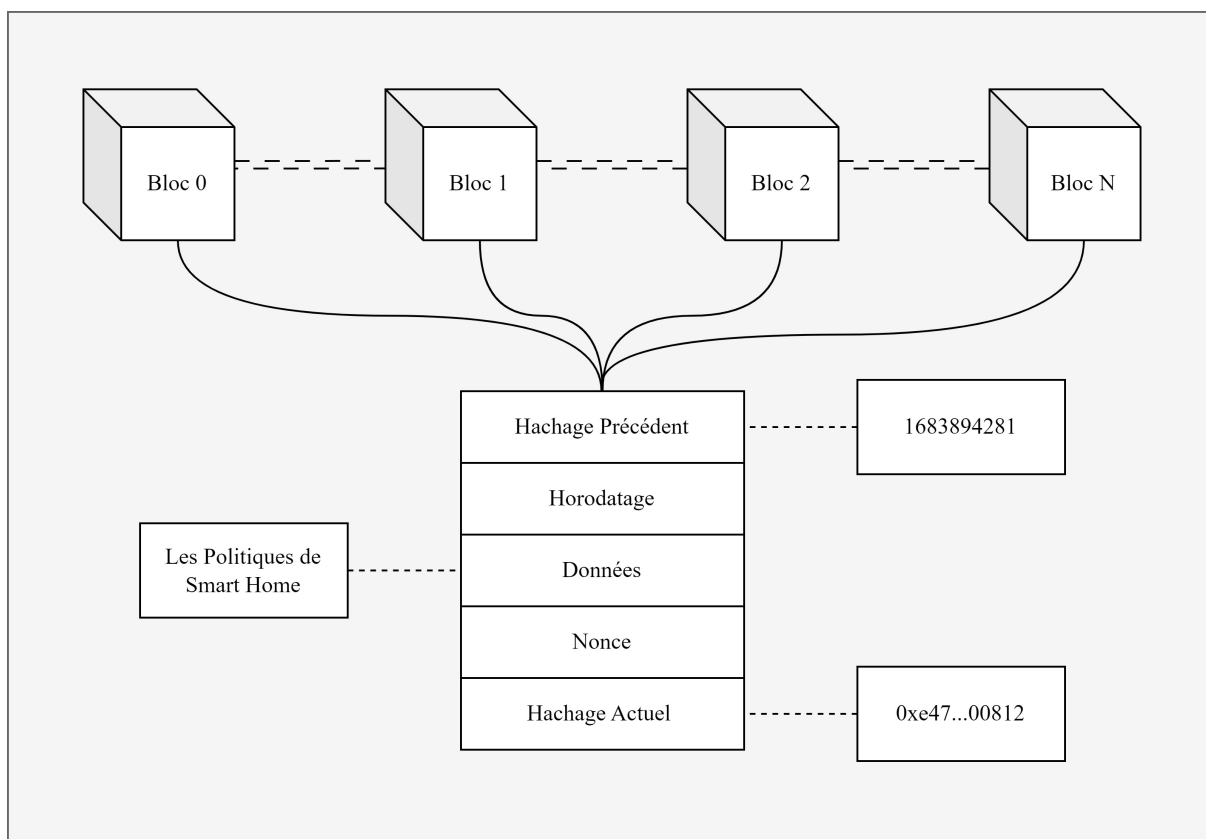 Bloc 0
Bloc 1
Bloc 2
Bloc N
Hachage Précédent
1683894281
Horodatage
Les Politiques de
Smart Home
Données
Nonce
Hachage Actuel
0xe47...00812